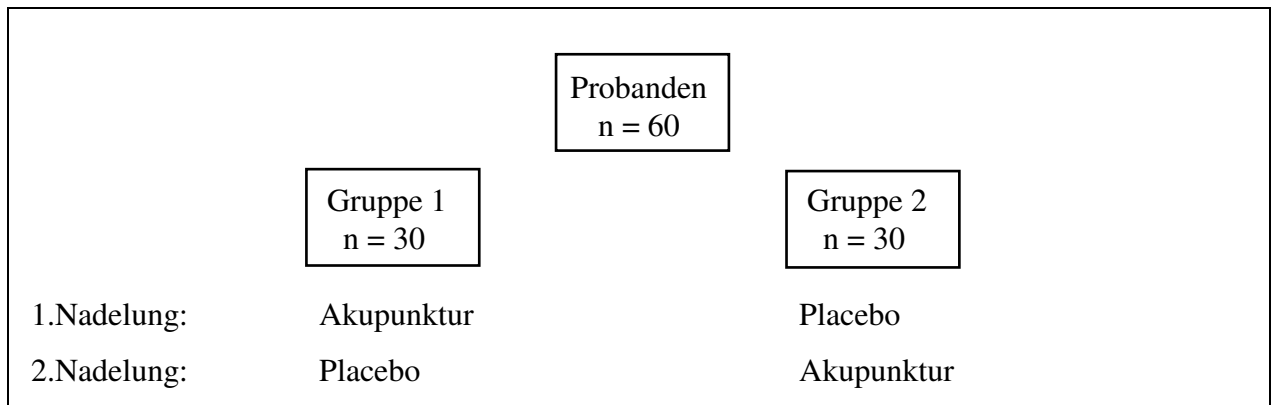 Probanden
n = 60
Gruppe 1
n = 30
Gruppe 2
n = 30
1.Nadelung: Akupunktur Placebo
2.Nadelung: Placebo Akupunktur